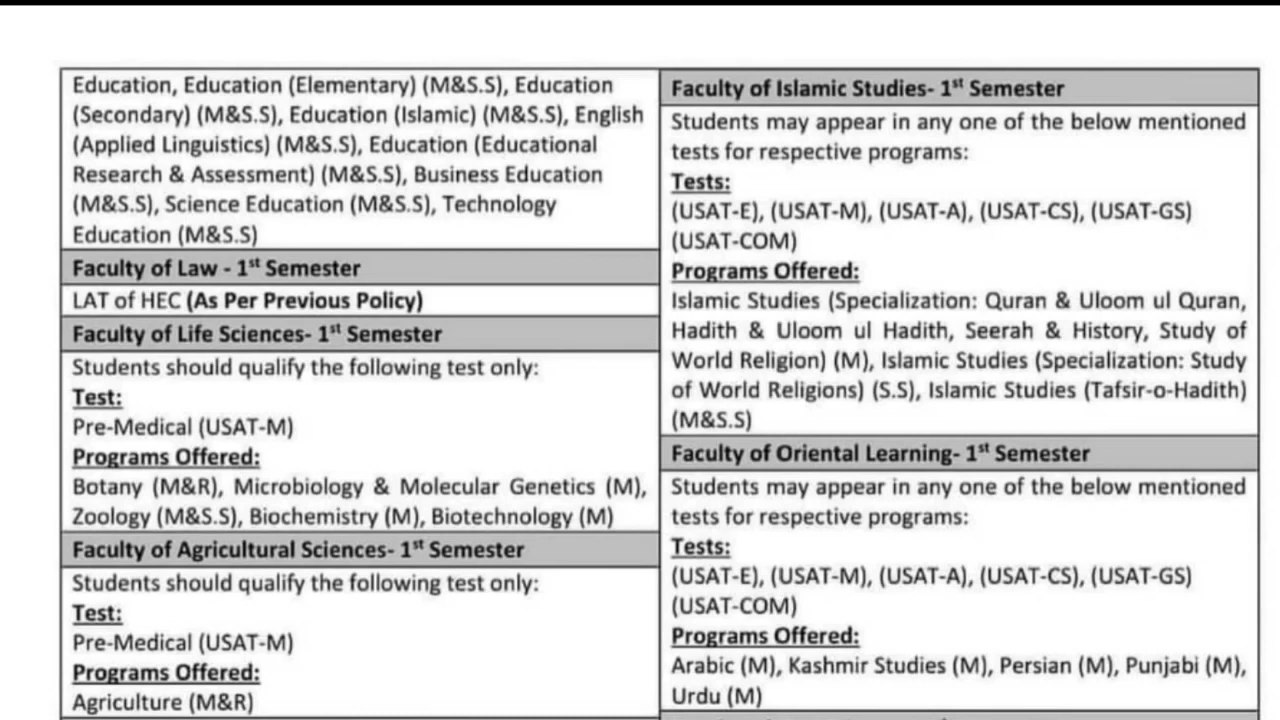 Education, Education (Elementary) (M&S.S), Education
(Secondary) (M&S.S), Education (Islamic) (M&S.S), English
(Applied Linguistics) (M&S.S), Education (Educational
Research & Assessment) (M&S.S), Business Education
(M&S.S), Science Education (M&S.S), Technology
Education (M&S.S)
Faculty of Law - 1st Semester
LAT of HEC (As Per Previous Policy)
Faculty of Life Sciences- 1st Semester
Students should qualify the following test only:
Test:
Pre-Medical (USAT-M)
Programs Offered:
Botany (M&R), Microbiology & Molecular Genetics (M),
Zoology (M&S.S), Biochemistry (M), Biotechnology (M)
Faculty of Agricultural Sciences- 1st Semester
Students should qualify the following test only:
Test:
Pre-Medical (USAT-M)
Programs Offered:
Agriculture (M&R)
Faculty of Islamic Studies- 1st Semester
Students may appear in any one of the below mentioned
tests for respective programs:
Tests:
(USAT-E), (USAT-M), (USAT-A), (USAT-CS), (USAT-GS)
(USAT-COM)
Programs Offered:
Islamic Studies (Specialization: Quran & Uloom ul Quran,
Hadith & Uloom ul Hadith, Seerah & History, Study of
World Religion) (M), Islamic Studies (Specialization: Study
of World Religions) (S.S), Islamic Studies (Tafsir-o-Hadith)
(M&S.S)
Faculty of Oriental Learning- 1st Semester
Students may appear in any one of the below mentioned
tests for respective programs:
Tests:
(USAT-E), (USAT-M), (USAT-A), (USAT-CS), (USAT-GS)
(USAT-COM)
Programs Offered:
Arabic (M), Kashmir Studies (M), Persian (M), Punjabi (M),
Urdu (M)